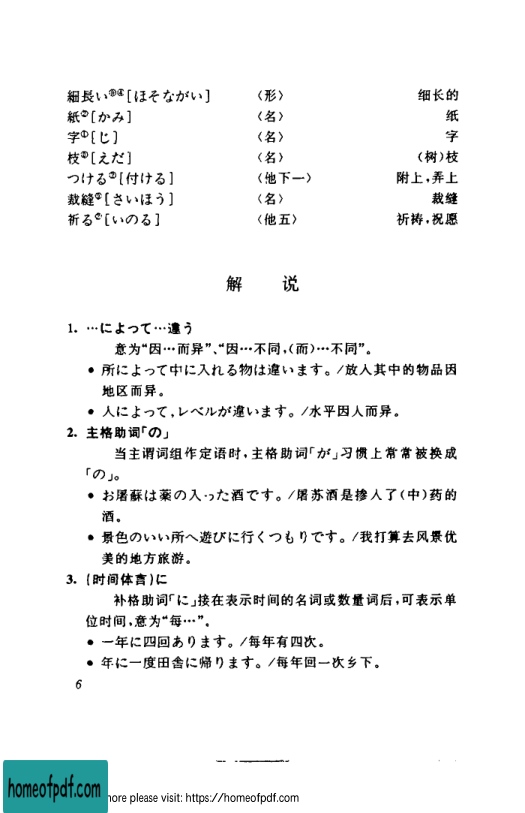 細長い③④[ほそながい] 〈形〉 细长的
紙②[かみ] 〈名〉 纸
字①[じ] 〈名〉 字
枝⓪[えだ] 〈名〉 (树)枝
つける②[付ける] 〈他下一〉 附上,弄上
裁縫[さいほう] 〈名〉 裁缝
祈る②[いのる] 〈他五〉 祈祷,祝愿
解 说
1. …によって…違う
意为“因…而异”、“因…不同,(而)…不同”。
● 所によって中に入れる物は違います。/放入其中的物品因
地区而异。
● 人によって,レベルが違います。/水平因人而异。
2. 主格助词「の」
当主谓词组作定语时,主格助词「が」习惯上常常被换成
「の」。
● お屠蘇は薬の入った酒です。/屠苏酒是掺入了(中)药的
酒。
● 景色のいい所へ遊びに行くつもりです。/我打算去风景优
美的地方旅游。
3. {时间体言}に
补格助词「に」接在表示时间的名词或数量词后,可表示单
位时间,意为“每…”。
● 一年に四回あります。/每年有四次。
● 年に一度田舎に帰ります。/每年回一次乡下。
6
homeofpdf.com
more please visit: https://homeofpdf.com